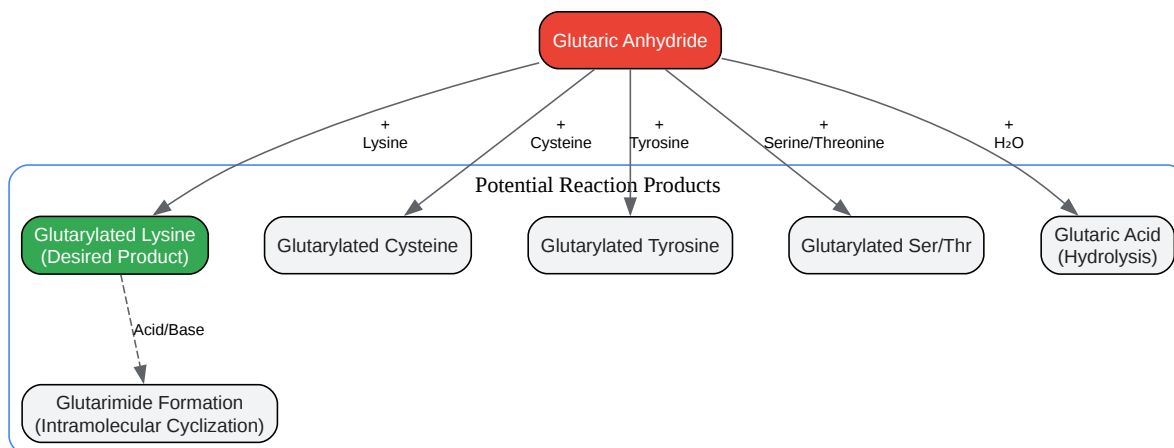 Glutaric Anhydride
+
Lysine
+
Cysteine
+
Tyrosine
+
Serine/Threonine
+
H₂O
Potential Reaction Products
Glutarylated Lysine
(Desired Product)
Glutarylated Cysteine
Glutarylated Tyrosine
Glutarylated Ser/Thr
Glutaric Acid
(Hydrolysis)
Acid/Base
Glutarimide Formation
(Intramolecular Cyclization)